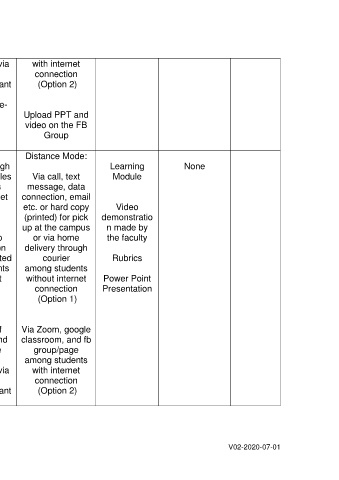 via
ant
e-
with internet
connection
(Option 2)
Upload PPT and
video on the FB
Group
gh
les
s
et
o
on
ted
nts
t
f
nd
e
via
ant
Distance Mode:
Via call, text
message, data
connection, email
etc. or hard copy
(printed) for pick
up at the campus
or via home
delivery through
courier
among students
without internet
connection
(Option 1)
Via Zoom, google
classroom, and fb
group/page
among students
with internet
connection
(Option 2)
Learning
Module
Video
demonstratio
n made by
the faculty
Rubrics
Power Point
Presentation
None
V02-2020-07-01